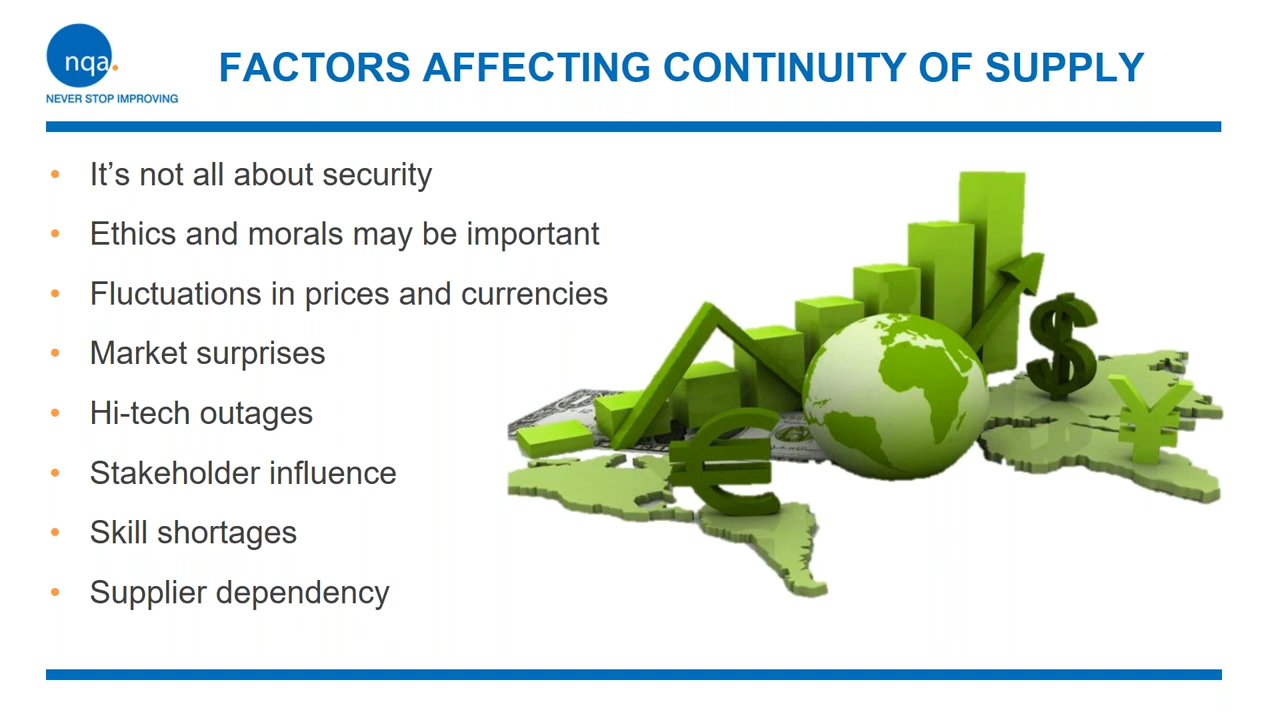 nqa.
NEVER STOP IMPROVING
FACTORS AFFECTING CONTINUITY OF SUPPLY
• It’s not all about security
• Ethics and morals may be important
• Fluctuations in prices and currencies
• Market surprises
• Hi-tech outages
• Stakeholder influence
• Skill shortages
• Supplier dependency
€
$
¥